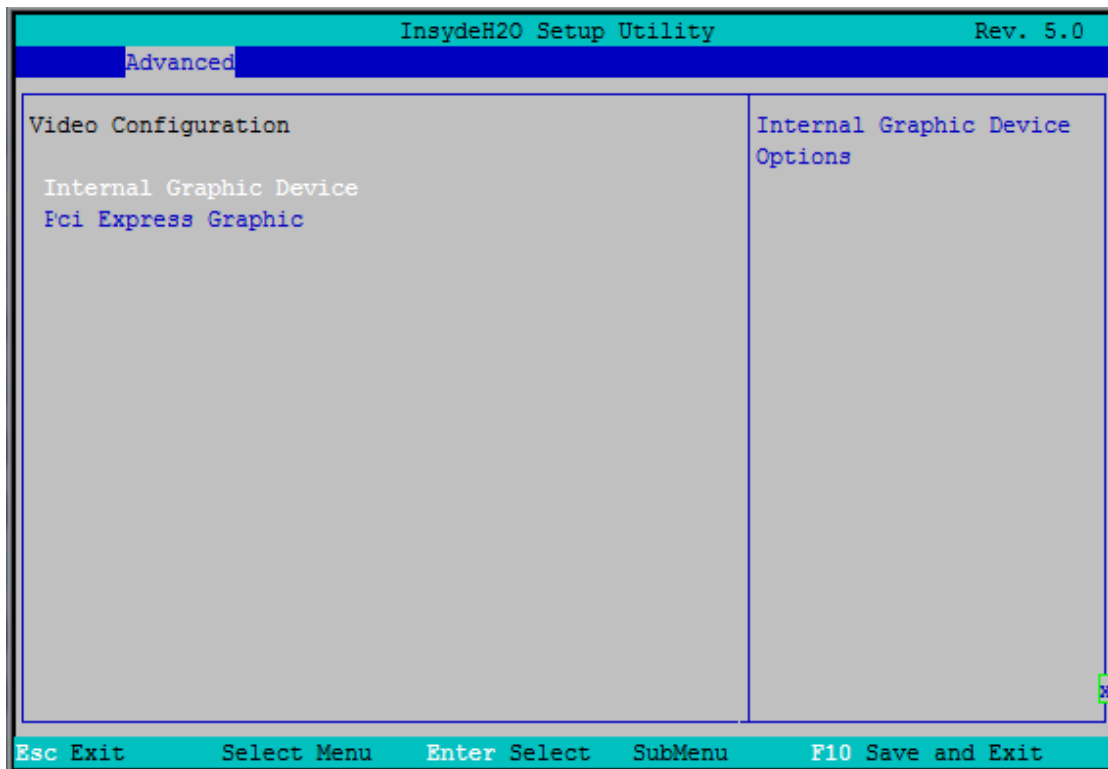 InsydeH2O Setup Utility Rev. 5.0
Advanced
Video Configuration
Internal Graphic Device
Pci Express Graphic
Internal Graphic Device
Options
x
Esc Exit Select Menu Enter Select SubMenu F10 Save and Exit